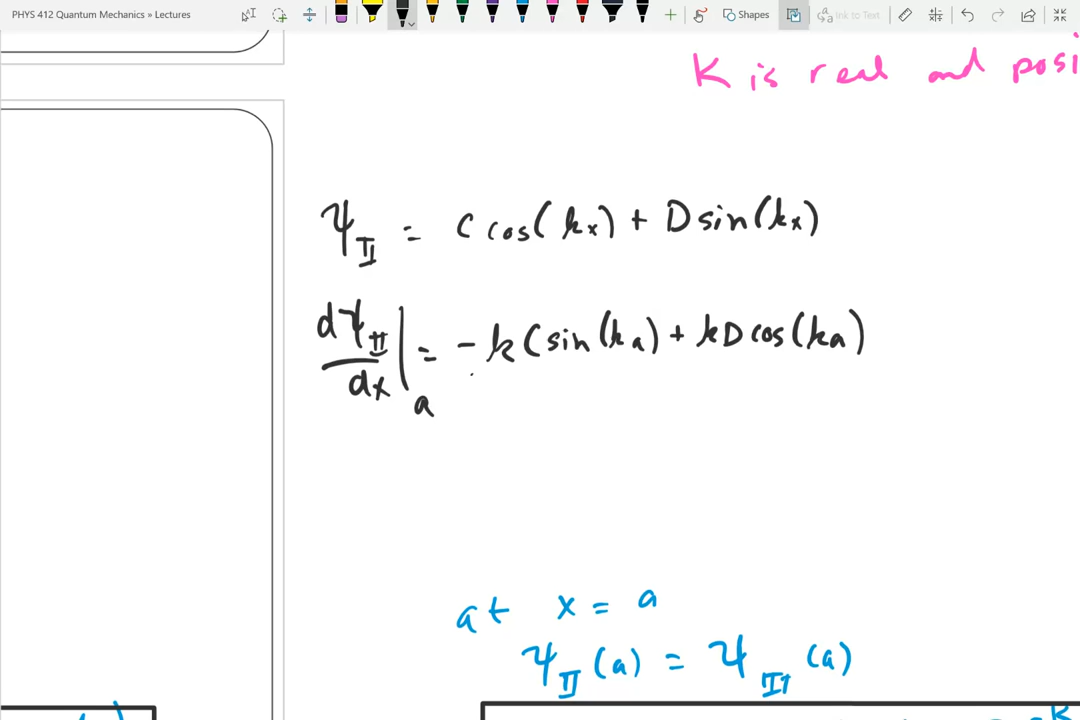 PHYS 412 Quantum Mechanics » Lectures
Shapes
Link to Text
K is real and posi
ψ_II = C cos(kx) + D sin(kx)
dψ_II/dx |_a = -kC sin(ka) + kD cos(ka)
at x = a
ψ_II (a) = ψ_III (a)